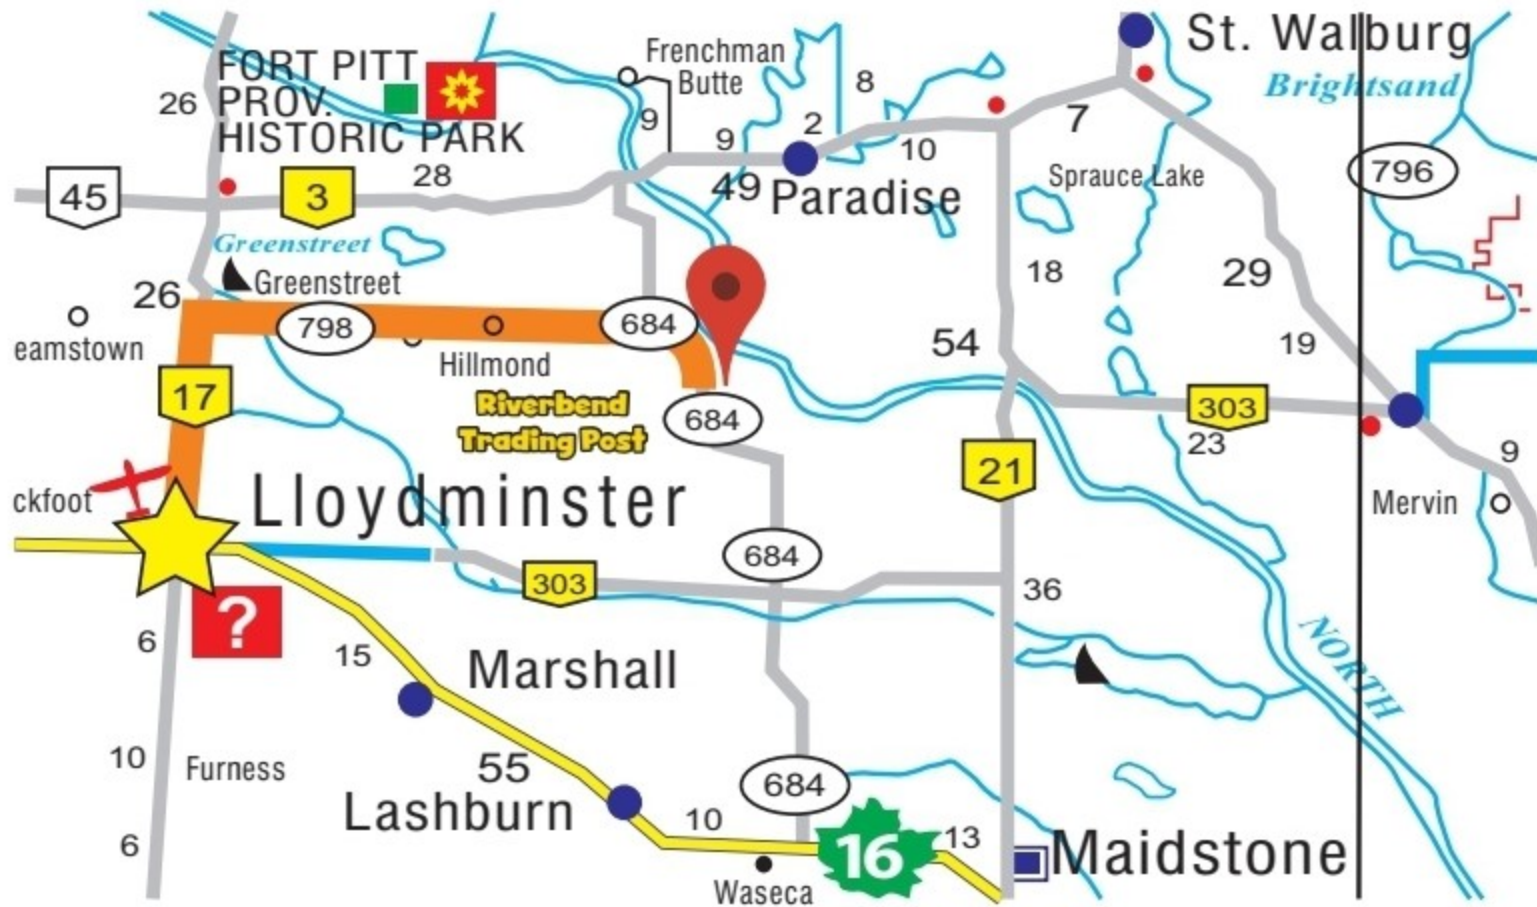 St. Walburg
Brightsand
Frenchman
Butte
FORT PITT
PROV.
HISTORIC PARK
26
8
9
9
2
10
7
796
45
3
28
49
Paradise
Sprauce Lake
Greenstreet
Greenstreet
18
29
26
798
684
eamstown
Hillmond
54
19
17
Riverbend
Trading Post
684
303
23
21
9
ckfoot
Lloydminster
Mervin
684
303
36
?
6
15
Marshall
NORTH
10
Furness
55
684
Lashburn
10
16
13
Maidstone
6
Waseca